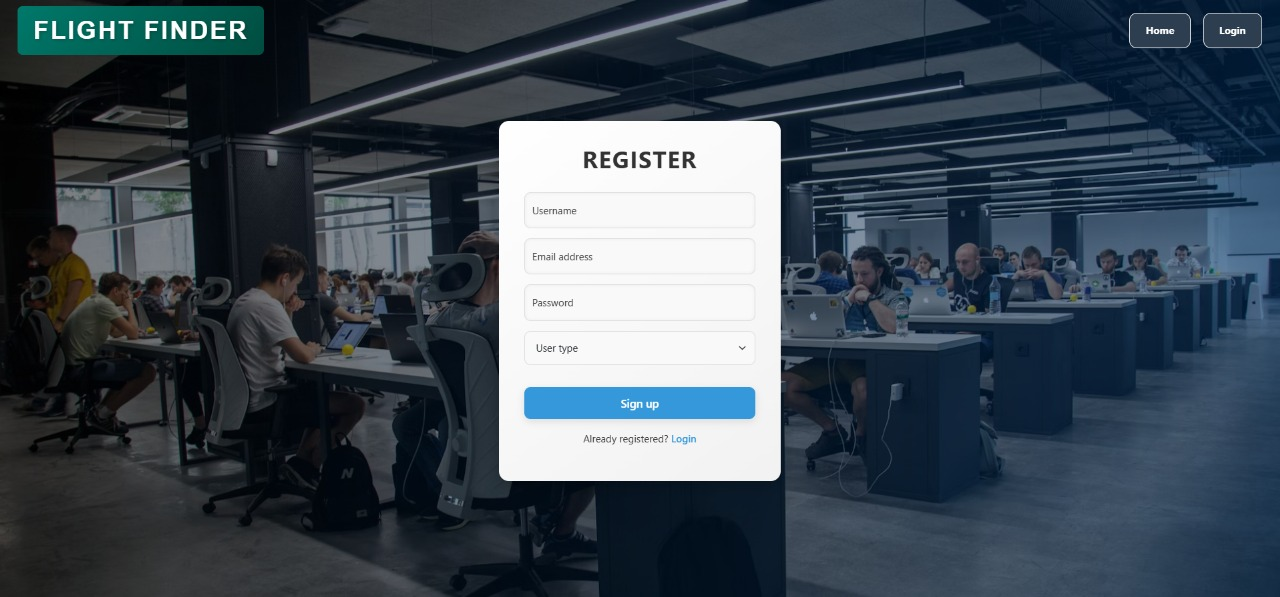 FLIGHT FINDER
Home
Login
REGISTER
Username
Email address
Password
User type
Sign up
Already registered? Login
N